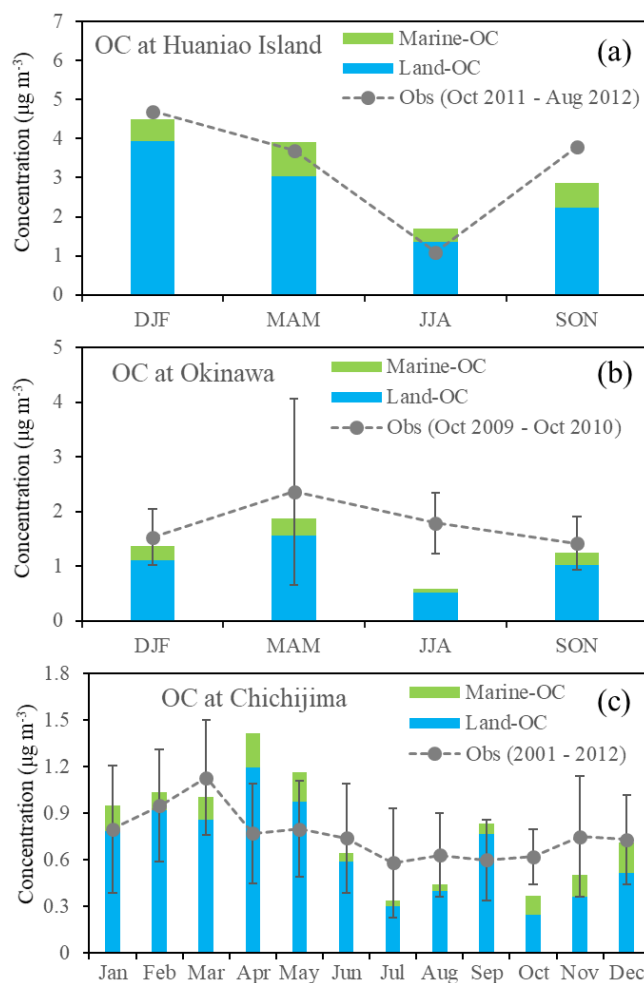 OC at Huaniao Island
(a)
Marine-OC
Land-OC
Obs (Oct 2011 - Aug 2012)
Concentration (μg m⁻³)
7
6
5
4
3
2
1
0
DJF MAM JJA SON
OC at Okinawa
(b)
Marine-OC
Land-OC
Obs (Oct 2009 - Oct 2010)
Concentration (μg m⁻³)
5
4
3
2
1
0
DJF MAM JJA SON
OC at Chichijima
(c)
Marine-OC
Land-OC
Obs (2001 - 2012)
Concentration (μg m⁻³)
1.8
1.5
1.2
0.9
0.6
0.3
0
Jan Feb Mar Apr May Jun Jul Aug Sep Oct Nov Dec